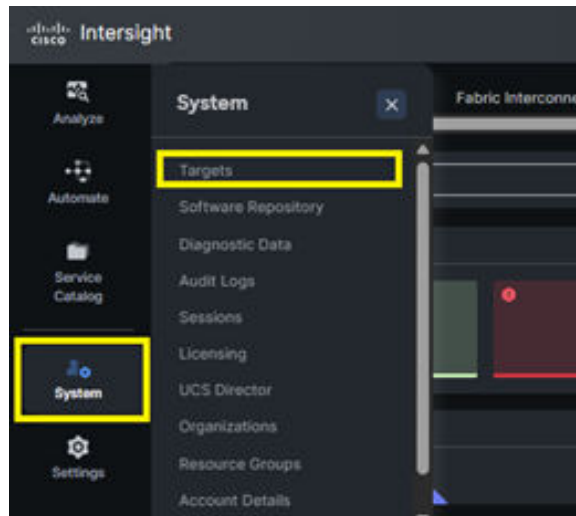 cisco Intersight
Analyze
Automate
Service
Catalog
System
Settings
System
Targets
Software Repository
Diagnostic Data
Audit Logs
Sessions
Licensing
UCS Director
Organizations
Resource Groups
Account Details
Fabric Interconne